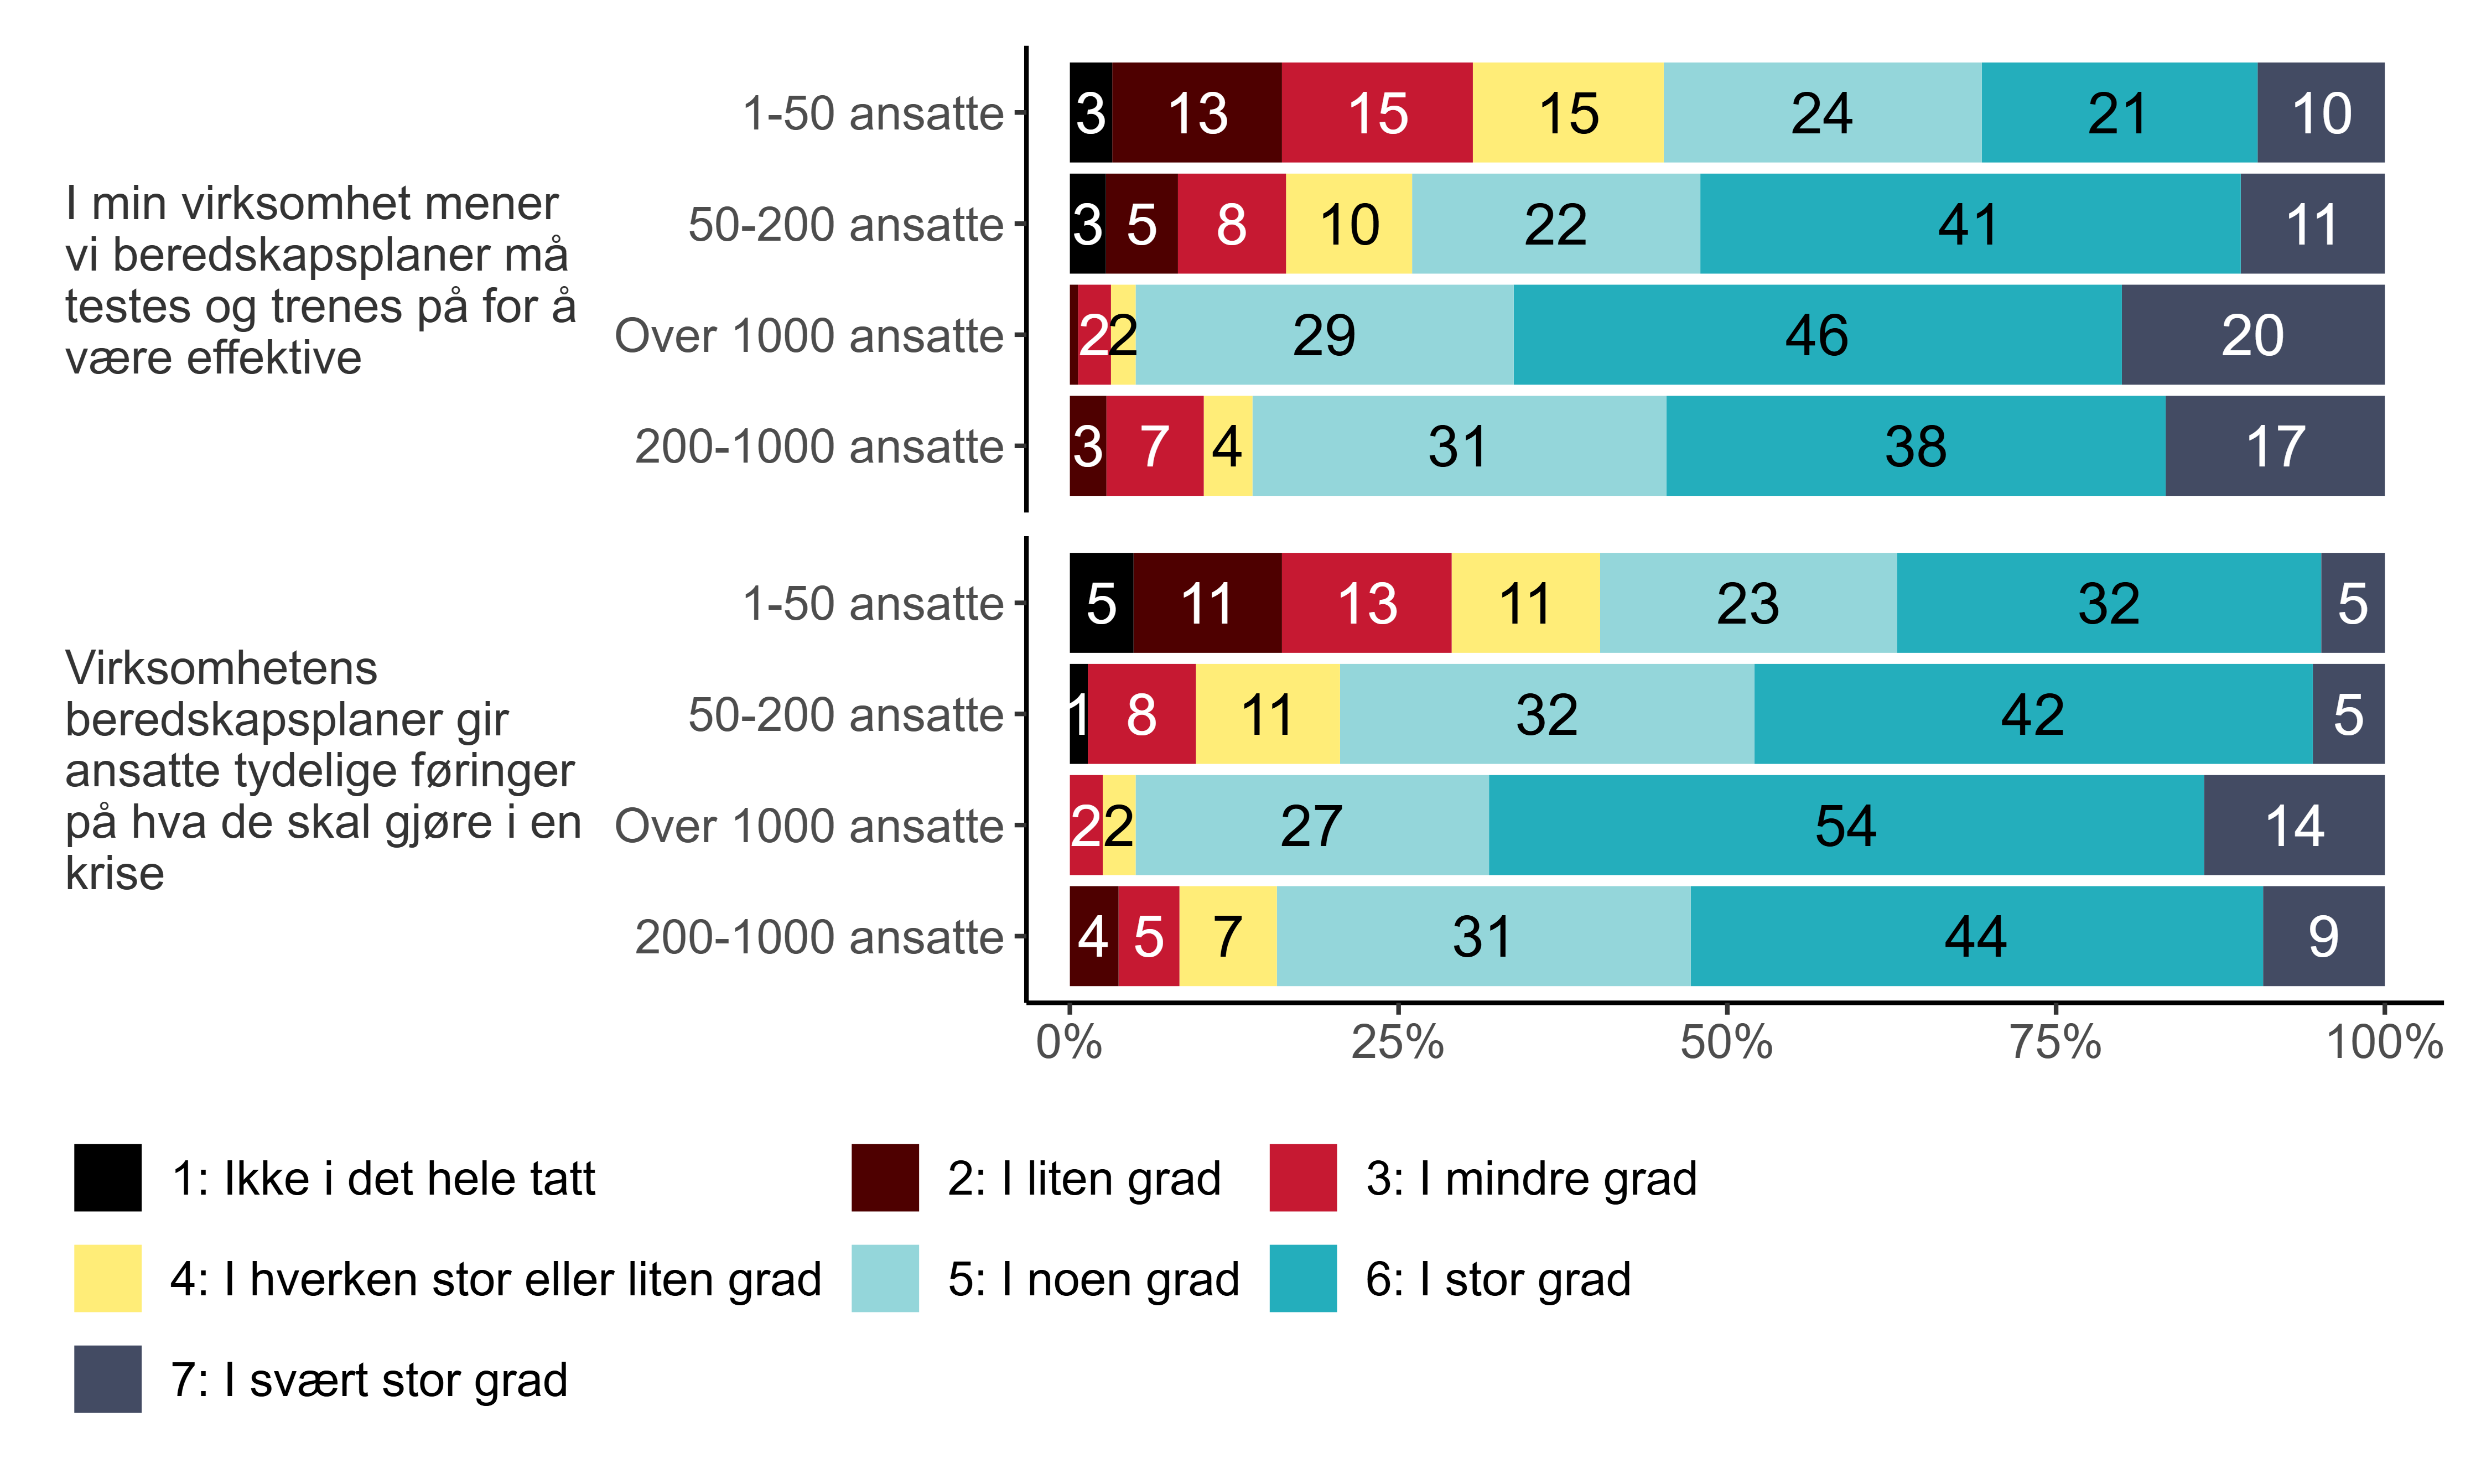 I min virksomhet mener
vi beredskapsplaner må
testes og trenes på for å
være effektive
1-50 ansatte 3 13 15 15 24 21 10
50-200 ansatte 3 5 8 10 22 41 11
Over 1000 ansatte 2 2 29 46 20
200-1000 ansatte 3 7 4 31 38 17
Virksomhetens
beredskapsplaner gir
ansatte tydelige føringer
på hva de skal gjøre i en
krise
1-50 ansatte 5 11 13 11 23 32 5
50-200 ansatte 1 8 11 32 42 5
Over 1000 ansatte 2 2 27 54 14
200-1000 ansatte 4 5 7 31 44 9
0% 25% 50% 75% 100%
1: Ikke i det hele tatt 2: I liten grad 3: I mindre grad
4: I hverken stor eller liten grad 5: I noen grad 6: I stor grad
7: I svært stor grad